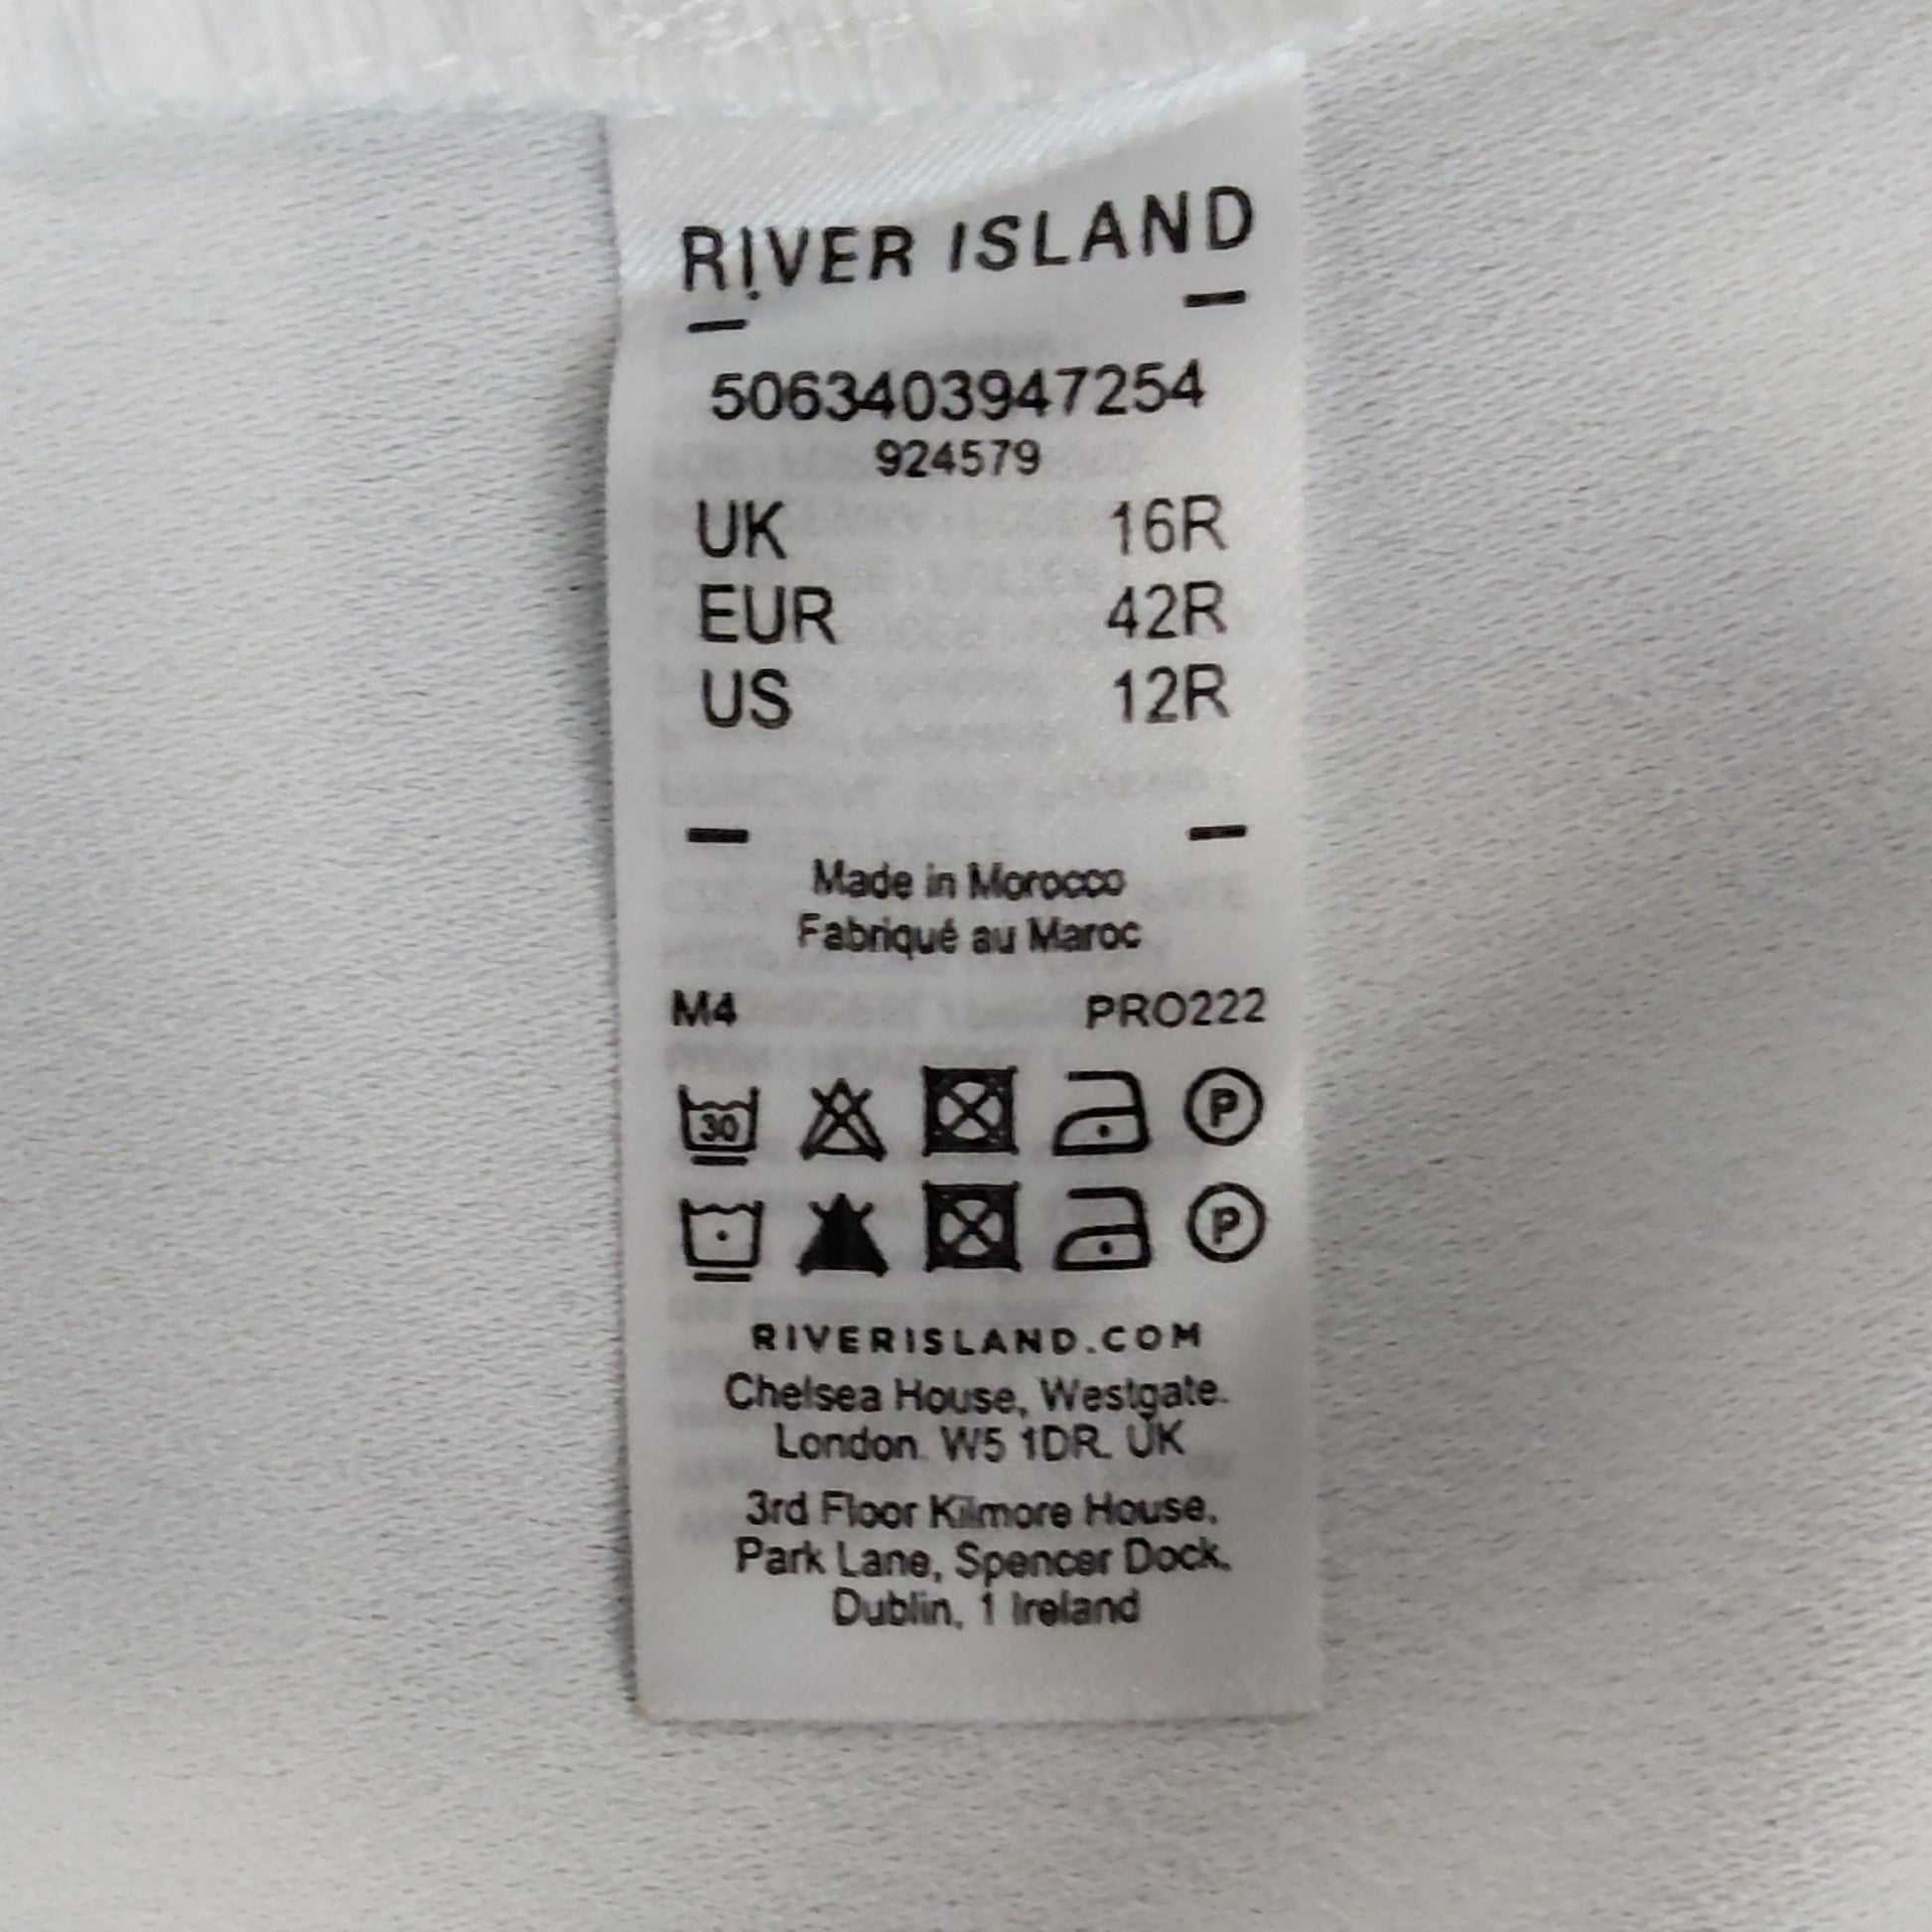 RIVER ISLAND
5063403947254
924579
UK 16R
EUR 42R
US 12R
Made in Morocco
Fabriqué au Maroc
M4 PRO222
30 P
P
RIVERISLAND.COM
Chelsea House, Westgate.
London. W5 1DR. UK
3rd Floor Kilmore House,
Park Lane, Spencer Dock,
Dublin, 1 Ireland